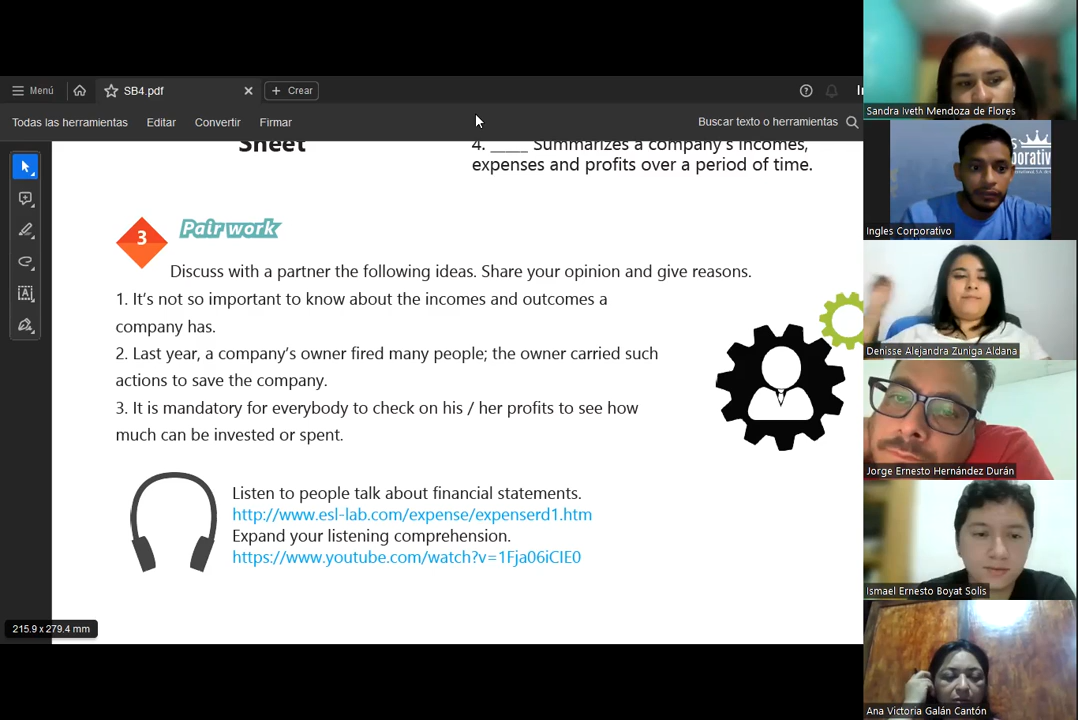 Menú
SB4.pdf
Crear
Todas las herramientas
Editar
Convertir
Firmar
Buscar texto o herramientas
Sheet
4. _____ Summarizes a company's incomes,
expenses and profits over a period of time.
3
Pair work
Discuss with a partner the following ideas. Share your opinion and give reasons.
1. It's not so important to know about the incomes and outcomes a
company has.
2. Last year, a company's owner fired many people; the owner carried such
actions to save the company.
3. It is mandatory for everybody to check on his / her profits to see how
much can be invested or spent.
Listen to people talk about financial statements.
http://www.esl-lab.com/expense/expenserd1.htm
Expand your listening comprehension.
https://www.youtube.com/watch?v=1Fja06iCIE0
215.9 x 279.4 mm
Sandra Iveth Mendoza de Flores
Ingles Corporativo
Denisse Alejandra Zuniga Aldana
Jorge Ernesto Hernández Durán
Ismael Ernesto Boyat Solis
Ana Victoria Galán Cantón